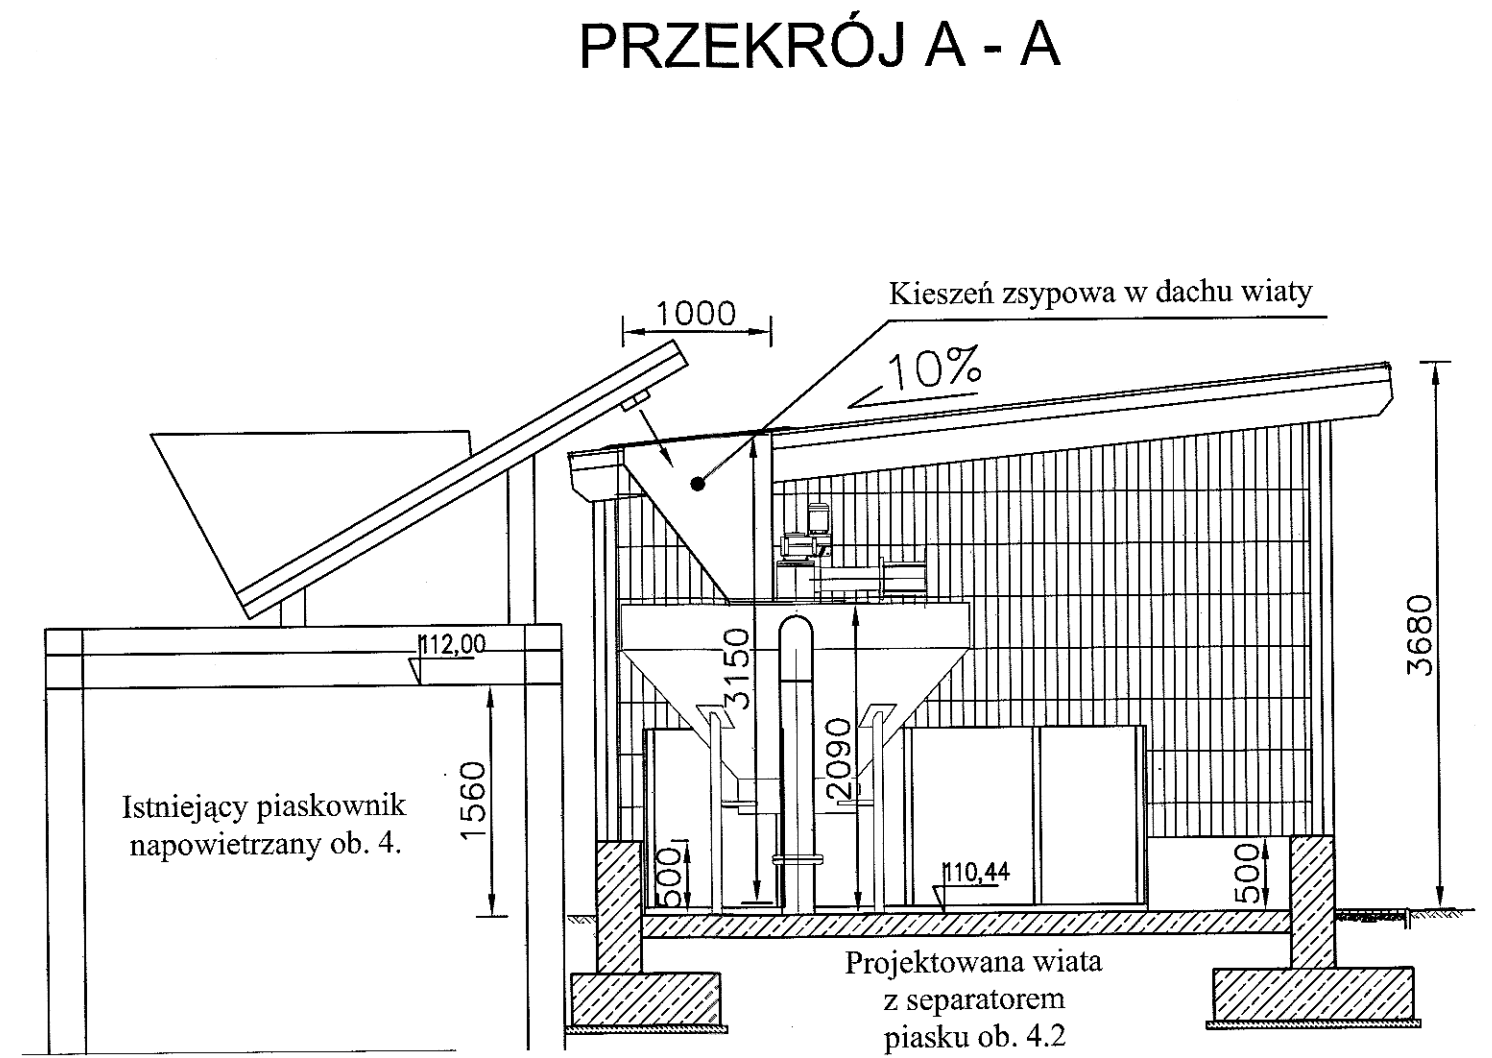 PRZEKRÓJ A - A
Kieszeń zsypowa w dachu wiaty
1000
10%
112,00
3150
3680
2090
1560
Istniejący piaskownik
napowietrzany ob. 4.
500
110,44
500
Projektowana wiata
z separatorem
piasku ob. 4.2